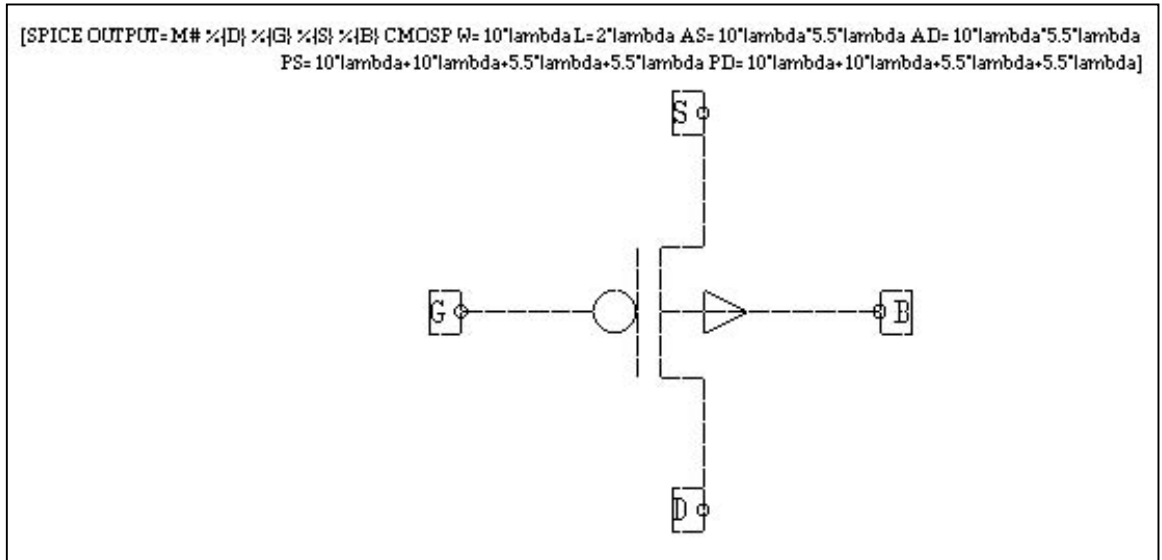 [SPICE OUTPUT= M# %{D} %{G} %{S} %{B} CMOSP W= 10*lambda L=2*lambda AS= 10*lambda*5.5*lambda AD= 10*lambda*5.5*lambda
PS= 10*lambda+10*lambda+5.5*lambda+5.5*lambda PD= 10*lambda+10*lambda+5.5*lambda+5.5*lambda]
S
G
B
D